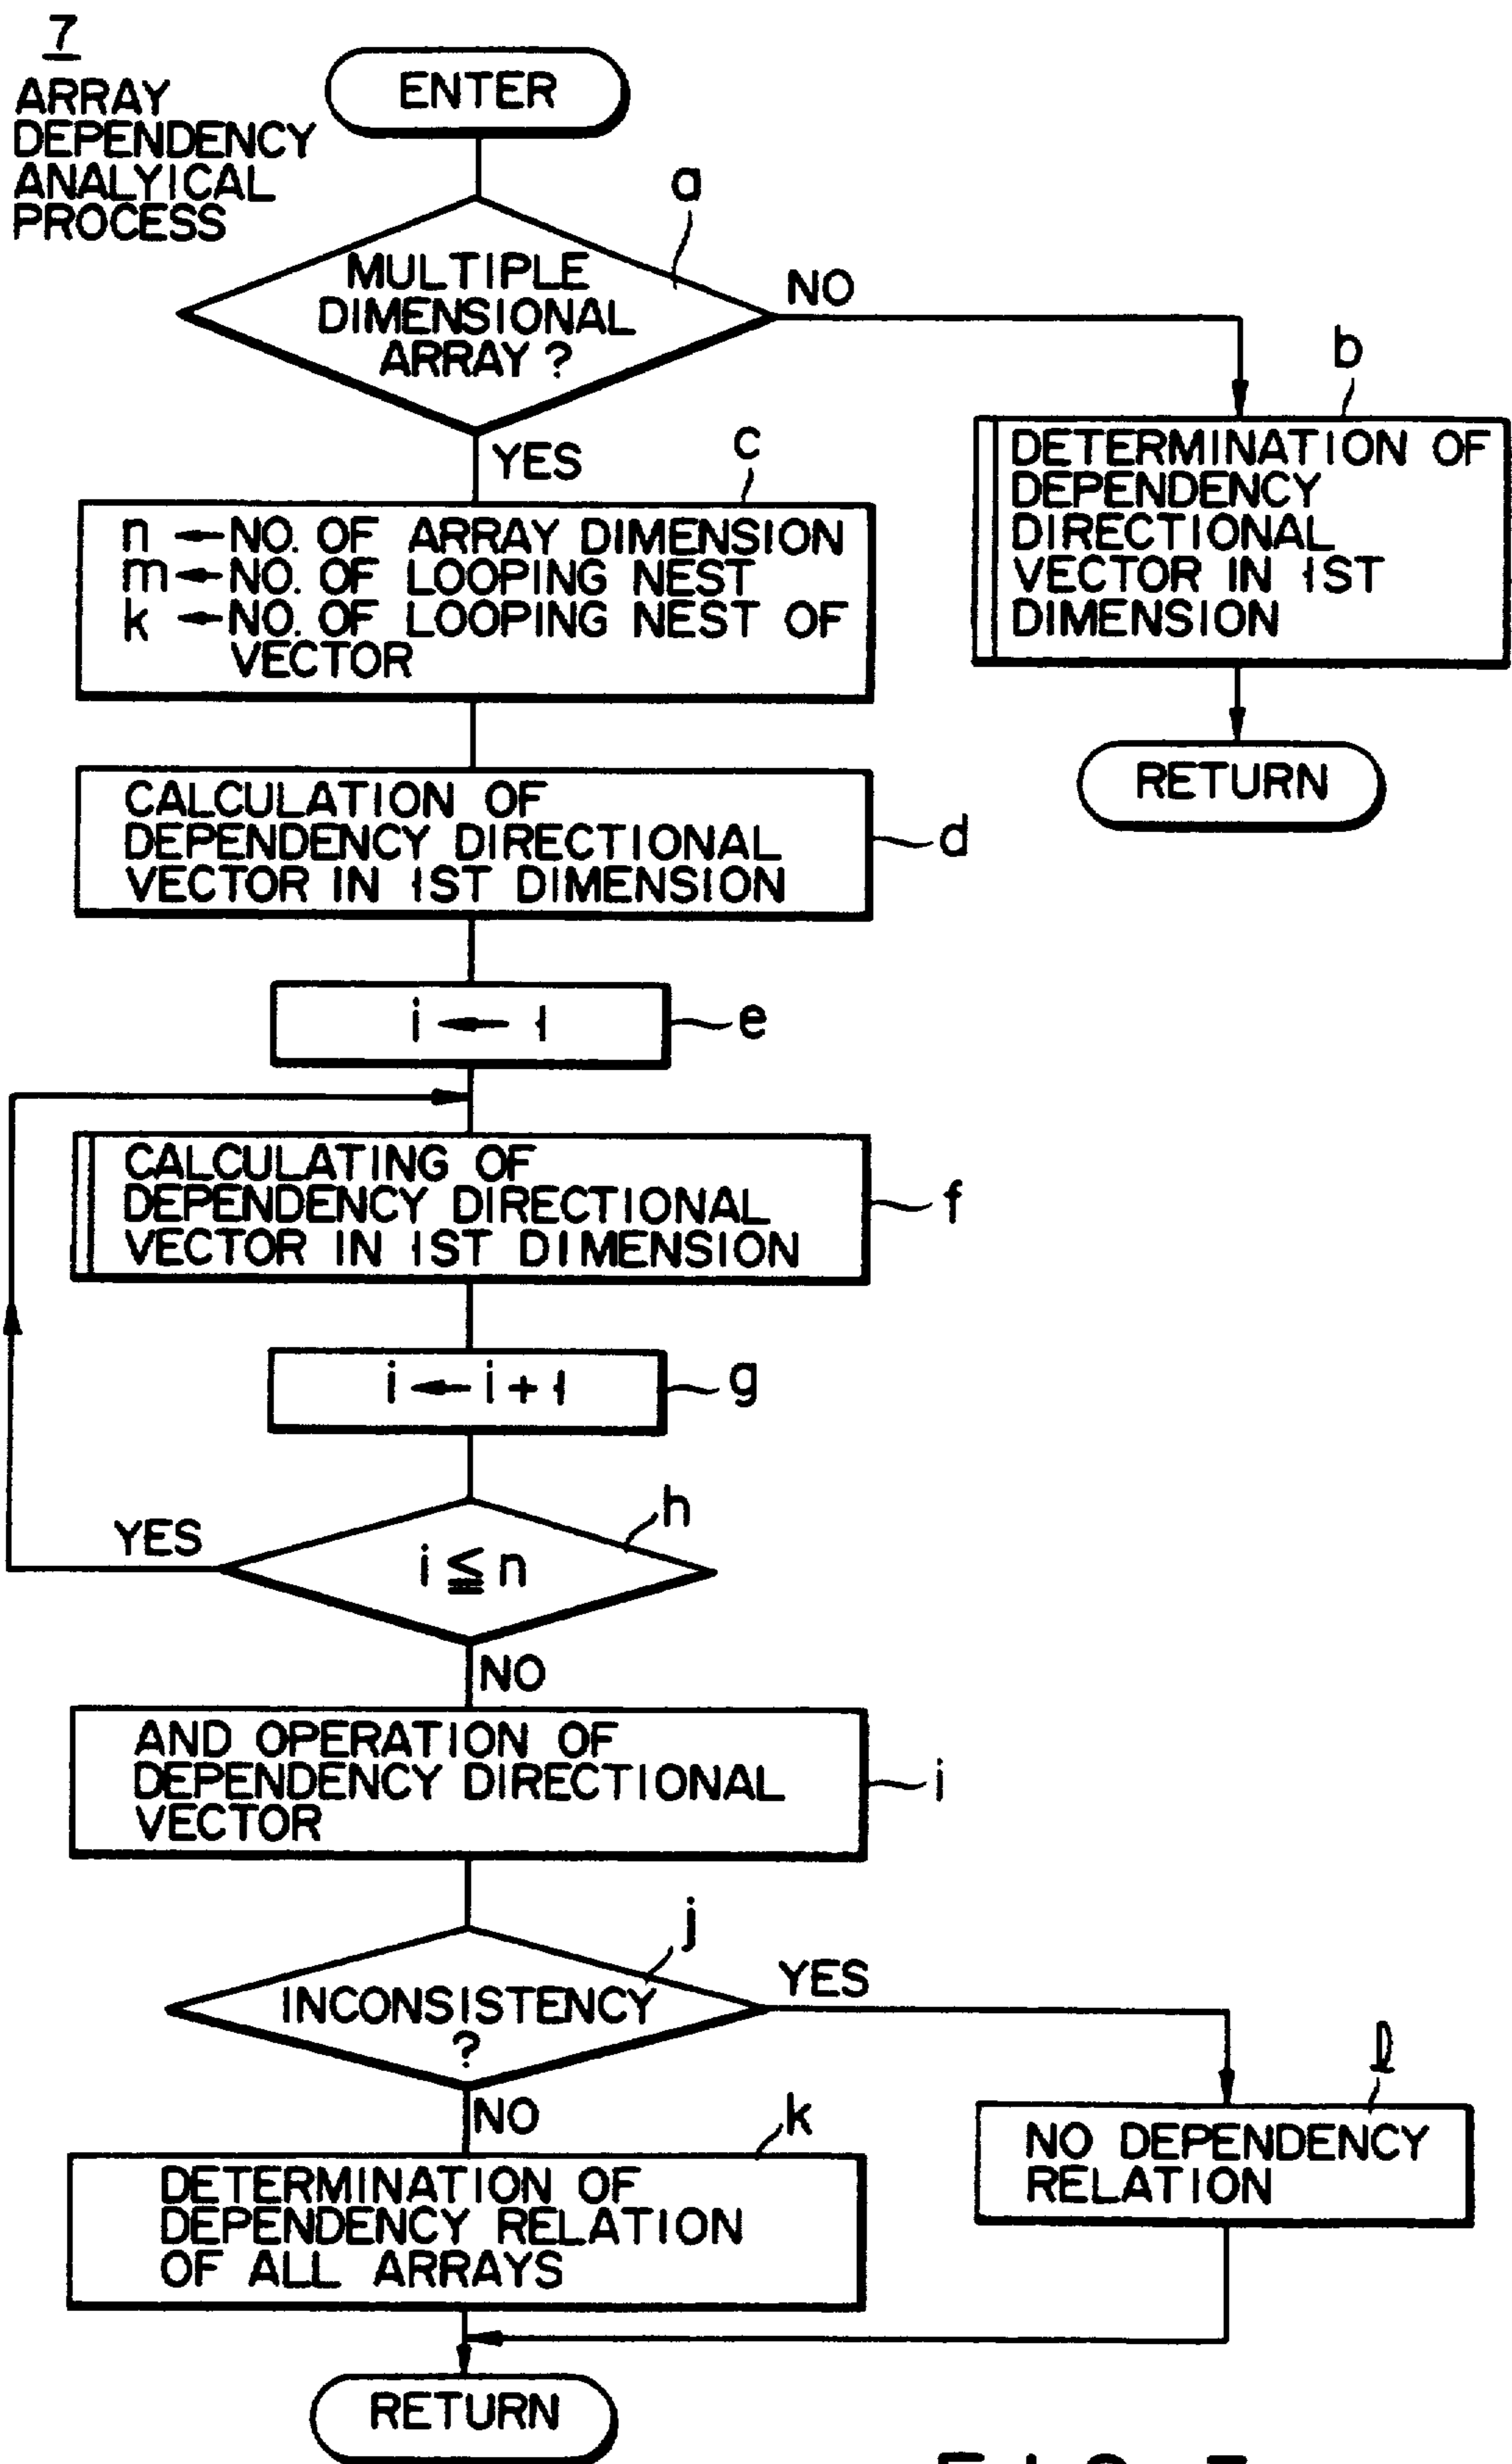 7
ARRAY
DEPENDENCY
ANALYICAL
PROCESS
ENTER
a
MULTIPLE
DIMENSIONAL
ARRAY ?
NO
YES
b
DETERMINATION OF
DEPENDENCY
DIRECTIONAL
VECTOR IN 1ST
DIMENSION
RETURN
c
n ← NO. OF ARRAY DIMENSION
m ← NO. OF LOOPING NEST
k ← NO. OF LOOPING NEST OF
VECTOR
CALCULATION OF
DEPENDENCY DIRECTIONAL
VECTOR IN 1ST DIMENSION
d
i ← 1
e
CALCULATING OF
DEPENDENCY DIRECTIONAL
VECTOR IN 1ST DIMENSION
f
i ← i + 1
g
h
YES
i ≦ n
NO
AND OPERATION OF
DEPENDENCY DIRECTIONAL
VECTOR
i
j
INCONSISTENCY
?
YES
NO
l
NO DEPENDENCY
RELATION
k
DETERMINATION OF
DEPENDENCY RELATION
OF ALL ARRAYS
RETURN